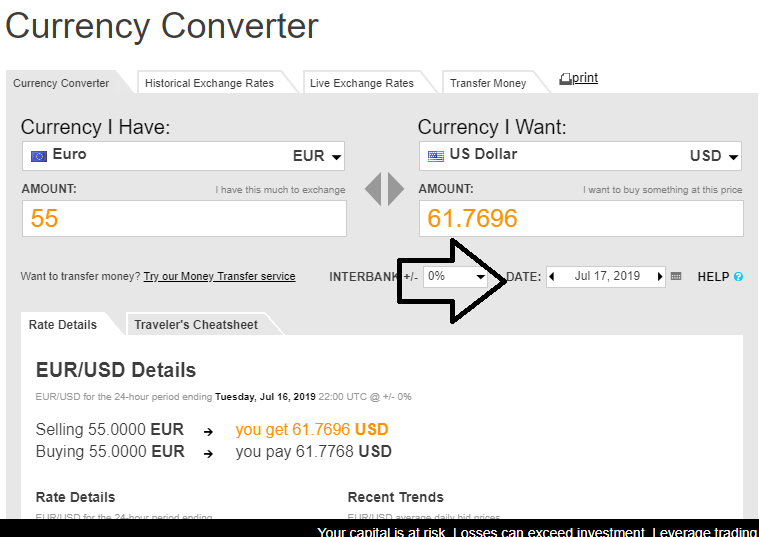 Currency Converter
Currency Converter
Historical Exchange Rates
Live Exchange Rates
Transfer Money
print
Currency I Have:
Currency I Want:
Euro EUR
US Dollar USD
AMOUNT: I have this much to exchange
AMOUNT: I want to buy something at this price
55
61.7696
Want to transfer money? Try our Money Transfer service
INTERBANK +/- 0%
DATE: Jul 17, 2019
HELP ?
Rate Details
Traveler's Cheatsheet
EUR/USD Details
EUR/USD for the 24-hour period ending Tuesday, Jul 16, 2019 22:00 UTC @ +/- 0%
Selling 55.0000 EUR → you get 61.7696 USD
Buying 55.0000 EUR → you pay 61.7768 USD
Rate Details
Recent Trends
EUR/USD for the 24-hour period ending
EUR/USD average daily bid prices
Your capital is at risk. Losses can exceed investment. Leverage trading